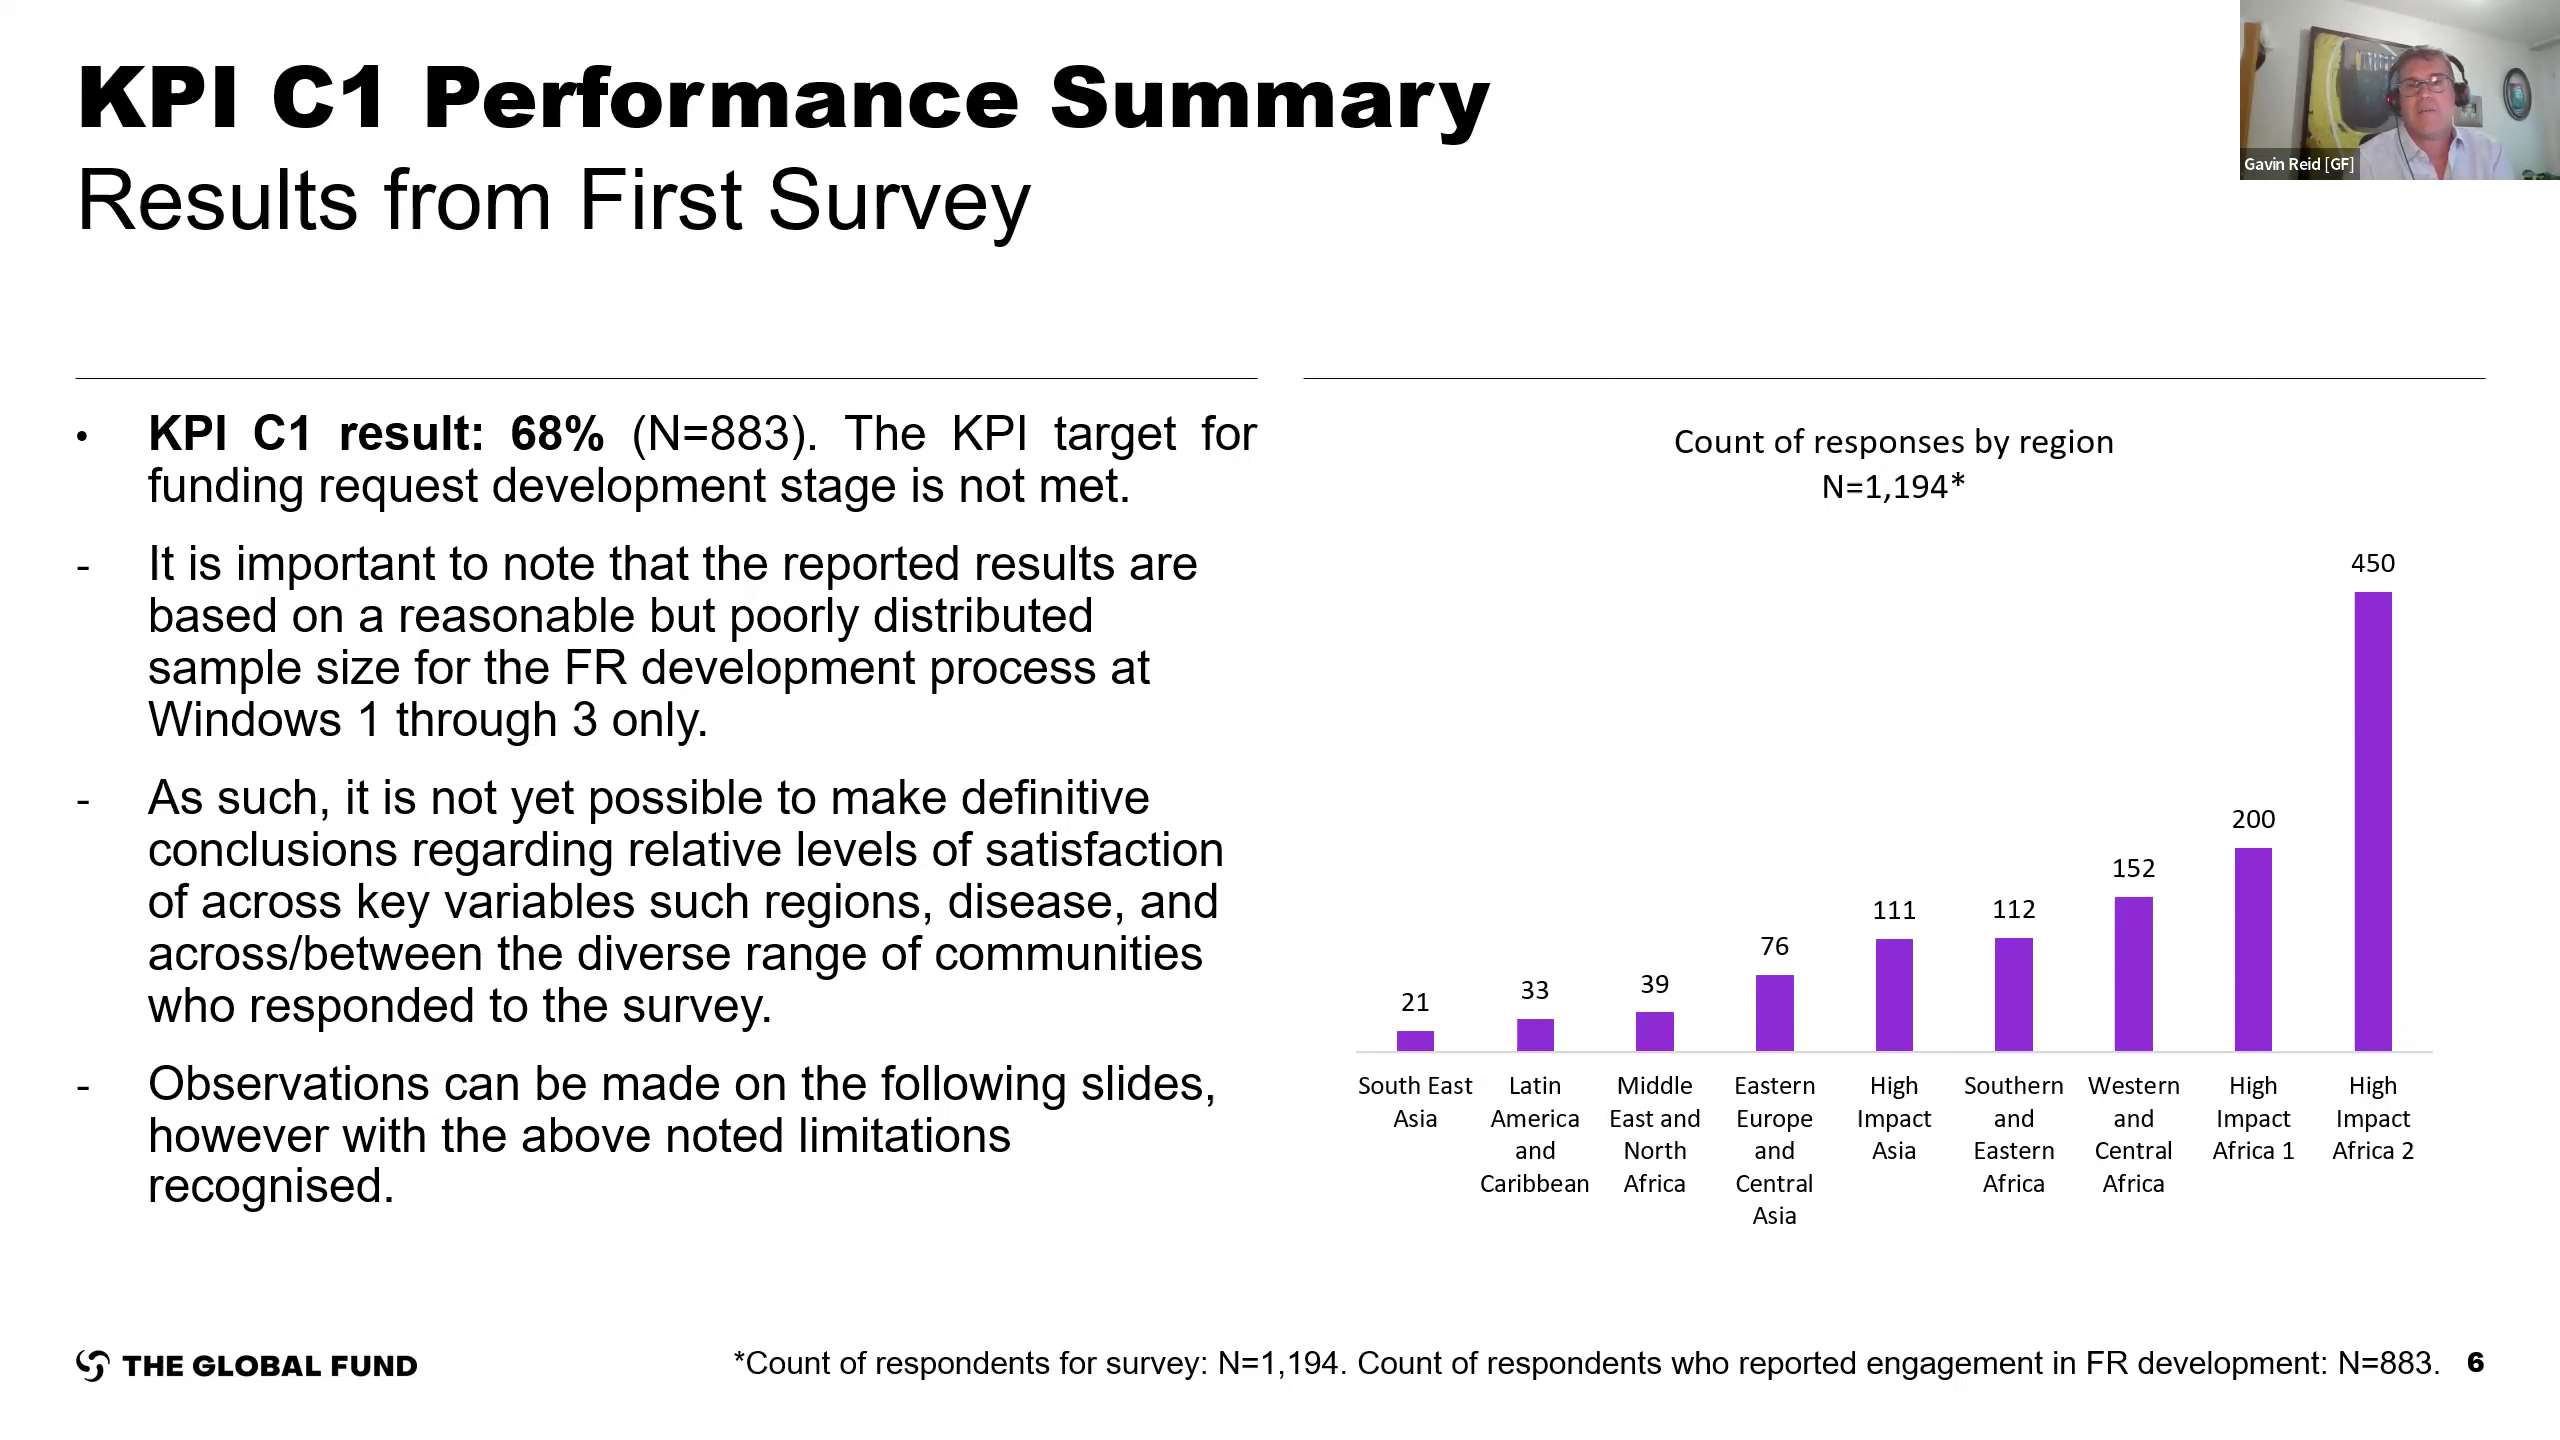 KPI C1 Performance Summary
Results from First Survey
Gavin Reid [GF]
• KPI C1 result: 68% (N=883). The KPI target for
funding request development stage is not met.
- It is important to note that the reported results are
based on a reasonable but poorly distributed
sample size for the FR development process at
Windows 1 through 3 only.
- As such, it is not yet possible to make definitive
conclusions regarding relative levels of satisfaction
of across key variables such regions, disease, and
across/between the diverse range of communities
who responded to the survey.
- Observations can be made on the following slides,
however with the above noted limitations
recognised.
Count of responses by region
N=1,194*
21
33
39
76
111
112
152
200
450
South East
Asia
Latin
America
and
Caribbean
Middle
East and
North
Africa
Eastern
Europe
and
Central
Asia
High
Impact
Asia
Southern
and
Eastern
Africa
Western
and
Central
Africa
High
Impact
Africa 1
High
Impact
Africa 2
THE GLOBAL FUND
*Count of respondents for survey: N=1,194. Count of respondents who reported engagement in FR development: N=883.
6